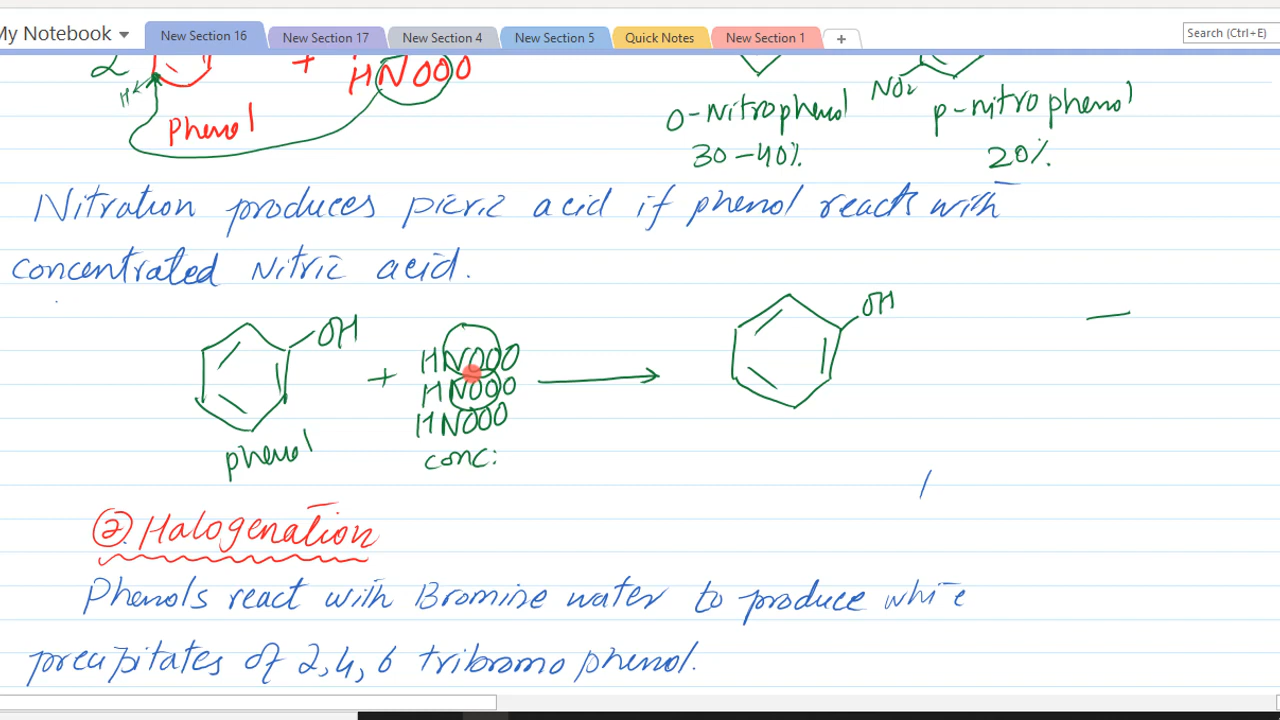 My Notebook
New Section 16
New Section 17
New Section 4
New Section 5
Quick Notes
New Section 1
+
Search (Ctrl+E)
2 + HNOOO
H
Phenol
NO2
O-Nitrophenol
30-40%
p-nitrophenol
20%
Nitration produces picric acid if phenol reacts with
concentrated Nitric acid.
OH
phenol
+
HNOOO
HNOOO
HNOOO
conc:
OH
② Halogenation
Phenols react with Bromine water to produce white
precipitates of 2,4,6 tribromophenol.